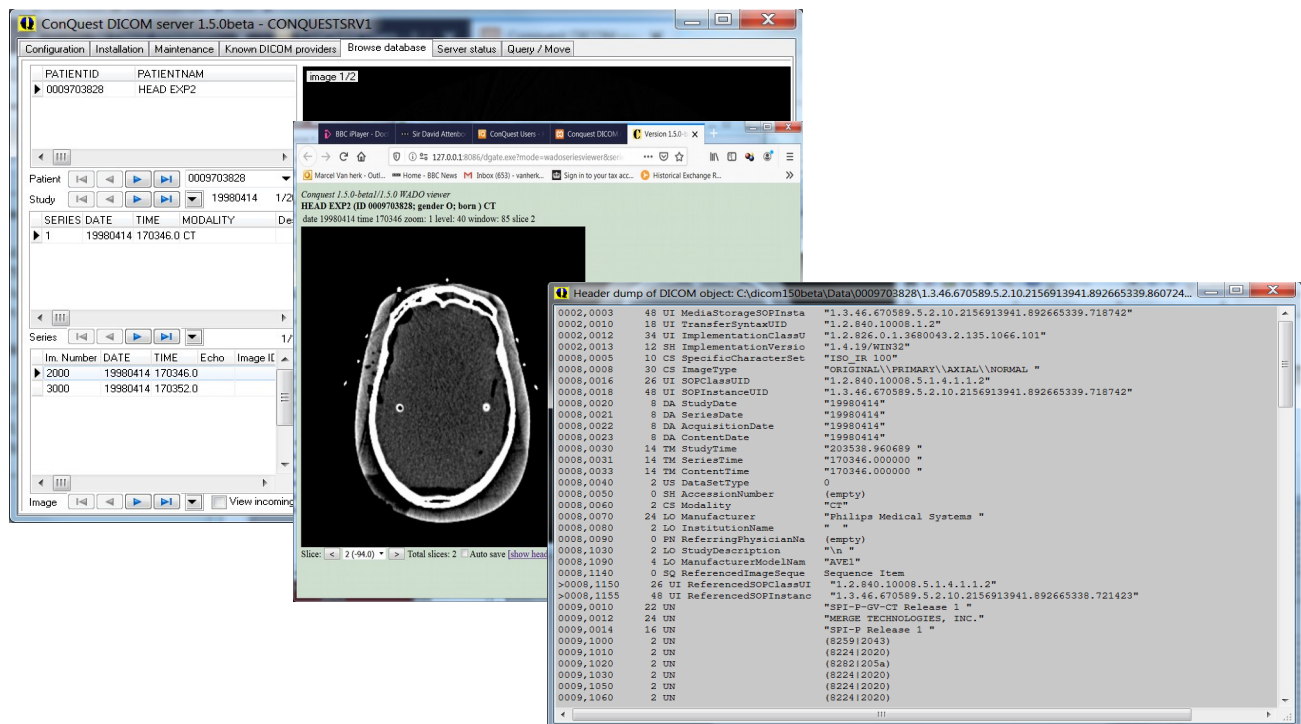 ConQuest DICOM server 1.5.0beta - CONQUESTSRV1
Configuration Installation Maintenance Known DICOM providers Browse database Server status Query / Move
PATIENTID PATIENTNAM
0009703828 HEAD EXP2
image 1/2
Patient 0009703828
Study 19980414
SERIES DATE TIME MODALITY
1 19980414 170346.0 CT
Series
Im. Number DATE TIME Echo Image
2000 19980414 170346.0
3000 19980414 170352.0
Image View incoming
BBC iPlayer - Doc Sir David Attenbo ConQuest Users - Conquest DICOM Version 1.5.0-b
127.0.0.1:8086/dgate.exe?mode=wadoseriesviewer&seri
Marcel Van herk - Outl... Home - BBC News Inbox (653) - vanherk... Sign in to your tax acc... Historical Exchange R...
Conquest 1.5.0-beta1/1.5.0 WADO viewer
HEAD EXP2 (ID 0009703828; gender O; born ) CT
date 19980414 time 170346 zoom: 1 level: 40 window: 85 slice 2
Slice: < 2 (-94.0) > Total slices: 2 Auto save [show head
Header dump of DICOM object: C:\dicom150beta\Data\0009703828\1.3.46.670589.5.2.10.2156913941.892665339.860724...
0002,0003 48 UI MediaStorageSOPInsta "1.3.46.670589.5.2.10.2156913941.892665339.718742"
0002,0010 18 UI TransferSyntaxUID "1.2.840.10008.1.2"
0002,0012 34 UI ImplementationClassU "1.2.826.0.1.3680043.2.135.1066.101"
0002,0013 12 SH ImplementationVersio "1.4.19/WIN32"
0008,0005 10 CS SpecificCharacterSet "ISO_IR 100"
0008,0008 30 CS ImageType "ORIGINAL\\PRIMARY\\AXIAL\\NORMAL "
0008,0016 26 UI SOPClassUID "1.2.840.10008.5.1.4.1.1.2"
0008,0018 48 UI SOPInstanceUID "1.3.46.670589.5.2.10.2156913941.892665339.718742"
0008,0020 8 DA StudyDate "19980414"
0008,0021 8 DA SeriesDate "19980414"
0008,0022 8 DA AcquisitionDate "19980414"
0008,0023 8 DA ContentDate "19980414"
0008,0030 14 TM StudyTime "203538.960689 "
0008,0031 14 TM SeriesTime "170346.000000 "
0008,0033 14 TM ContentTime "170346.000000 "
0008,0040 2 US DataSetType 0
0008,0050 0 SH AccessionNumber (empty)
0008,0060 2 CS Modality "CT"
0008,0070 24 LO Manufacturer "Philips Medical Systems "
0008,0080 2 LO InstitutionName "  "
0008,0090 0 PN ReferringPhysicianNa (empty)
0008,1030 2 LO StudyDescription "\n "
0008,1090 4 LO ManufacturerModelNam "AVE1"
0008,1140 0 SQ ReferencedImageSeque Sequence Item
>0008,1150 26 UI ReferencedSOPClassUI "1.2.840.10008.5.1.4.1.1.2"
>0008,1155 48 UI ReferencedSOPInstanc "1.3.46.670589.5.2.10.2156913941.892665338.721423"
0009,0010 22 UN "SPI-P-GV-CT Release 1 "
0009,0012 24 UN "MERGE TECHNOLOGIES, INC."
0009,0014 16 UN "SPI-P Release 1 "
0009,1000 2 UN (8259|2043)
0009,1010 2 UN (8224|2020)
0009,1020 2 UN (8282|205a)
0009,1030 2 UN (8224|2020)
0009,1050 2 UN (8224|2020)
0009,1060 2 UN (8224|2020)